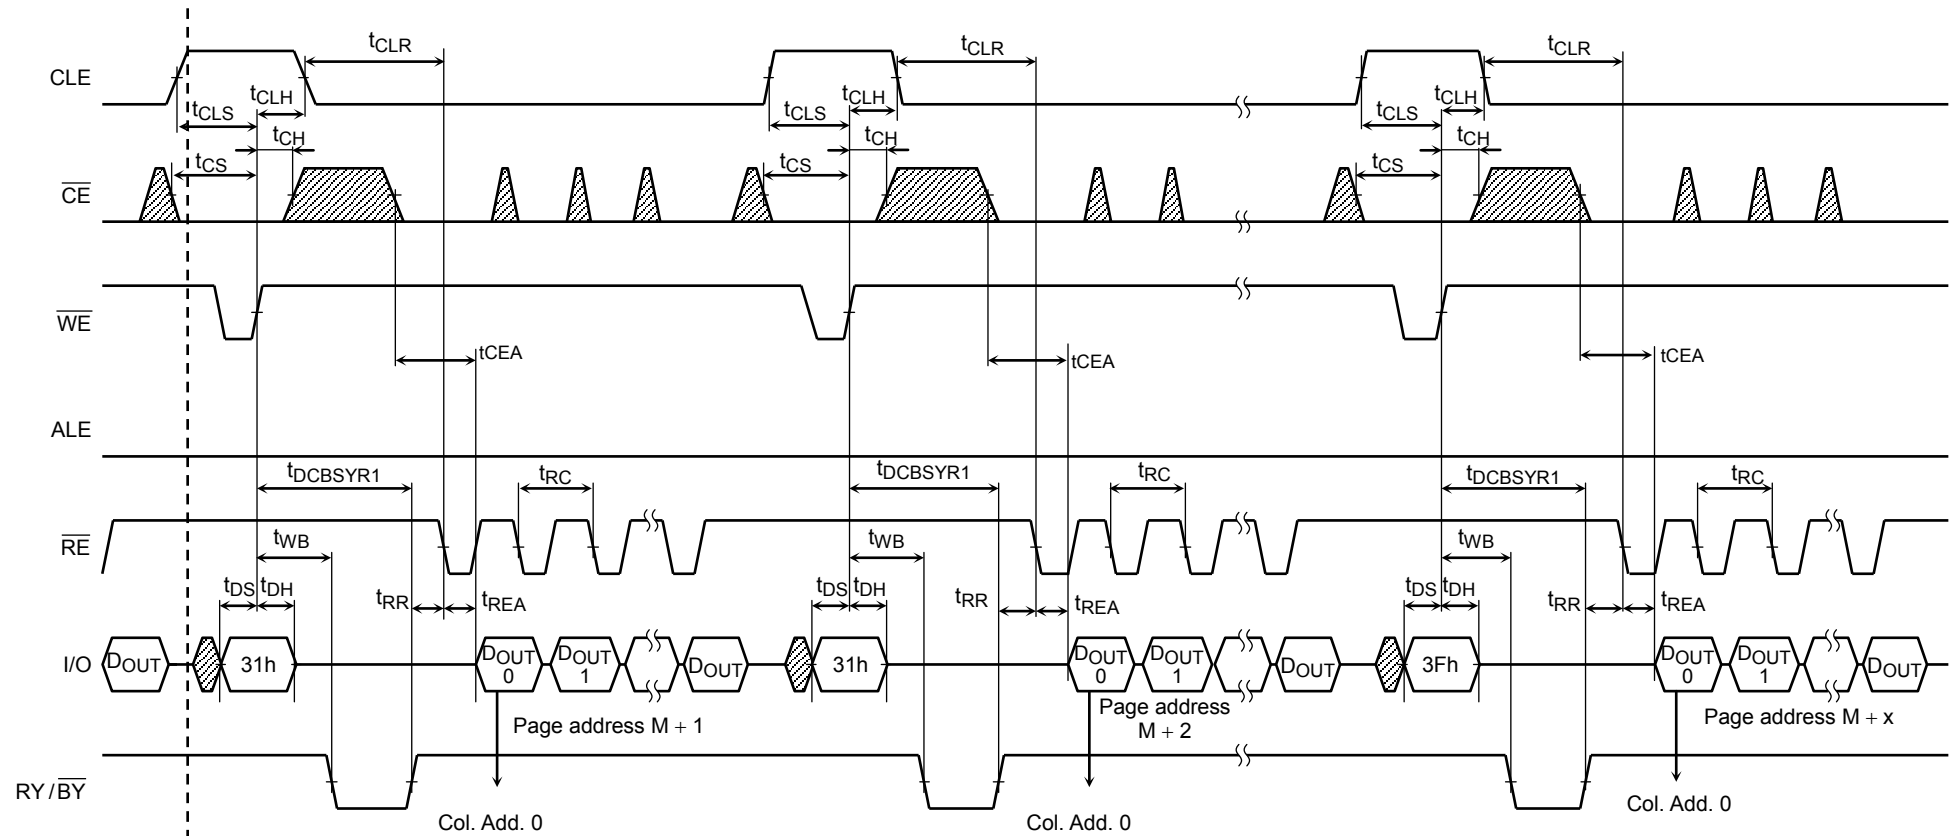 CLE
tCLR
tCLR
tCLR
tCLH
tCLH
tCLH
tCLS
tCLS
tCLS
tCH
tCH
tCH
tCS
tCS
tCS
CE
WE
tCEA
tCEA
tCEA
ALE
tDCBSYR1
tRC
tDCBSYR1
tRC
tDCBSYR1
tRC
RE
tWB
tWB
tWB
tDS
tDH
tRR
tREA
tDS
tDH
tRR
tREA
tDS
tDH
tRR
tREA
I/O
DOUT
31h
DOUT 0
DOUT 1
DOUT
31h
DOUT 0
DOUT 1
DOUT
3Fh
DOUT 0
DOUT 1
DOUT
Page address M + 1
Page address
M + 2
Page address M + x
RY/BY
Col. Add. 0
Col. Add. 0
Col. Add. 0